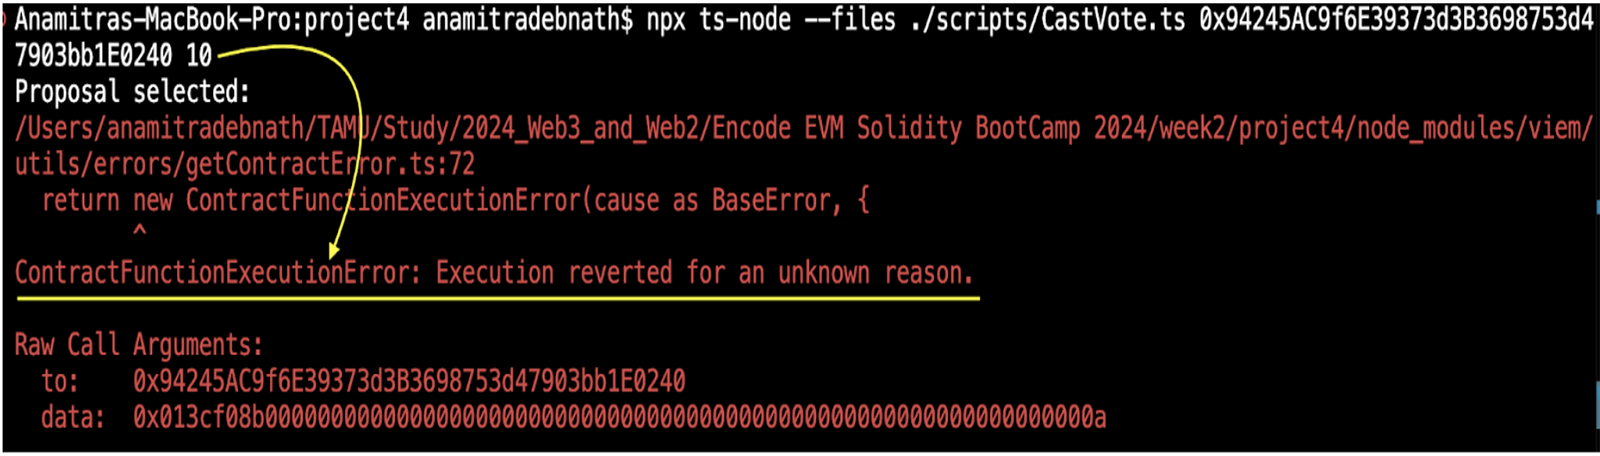 Anamitras-MacBook-Pro:project4 anamitradebnath$ npx ts-node --files ./scripts/CastVote.ts 0x94245AC9f6E39373d3B3698753d4
7903bb1E0240 10
Proposal selected:
/Users/anamitradebnath/TAMU/Study/2024_Web3_and_Web2/Encode EVM Solidity BootCamp 2024/week2/project4/node_modules/viem/
utils/errors/getContractError.ts:72
  return new ContractFunctionExecutionError(cause as BaseError, {
         ^
ContractFunctionExecutionError: Execution reverted for an unknown reason.
Raw Call Arguments:
  to:    0x94245AC9f6E39373d3B3698753d47903bb1E0240
  data:  0x013cf08b000000000000000000000000000000000000000000000000000000000000000a